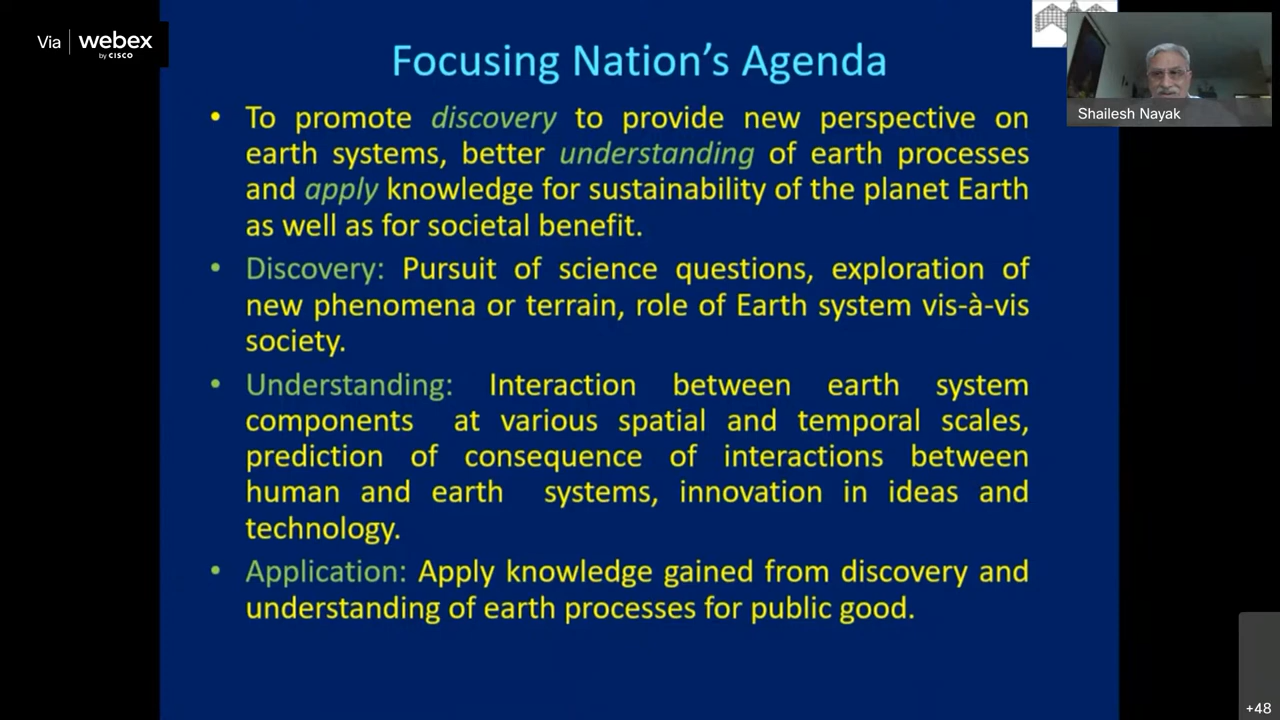 Via webex
by CISCO
Focusing Nation's Agenda
Shailesh Nayak
• To promote discovery to provide new perspective on
earth systems, better understanding of earth processes
and apply knowledge for sustainability of the planet Earth
as well as for societal benefit.
• Discovery: Pursuit of science questions, exploration of
new phenomena or terrain, role of Earth system vis-à-vis
society.
• Understanding: Interaction between earth system
components at various spatial and temporal scales,
prediction of consequence of interactions between
human and earth systems, innovation in ideas and
technology.
• Application: Apply knowledge gained from discovery and
understanding of earth processes for public good.
+48